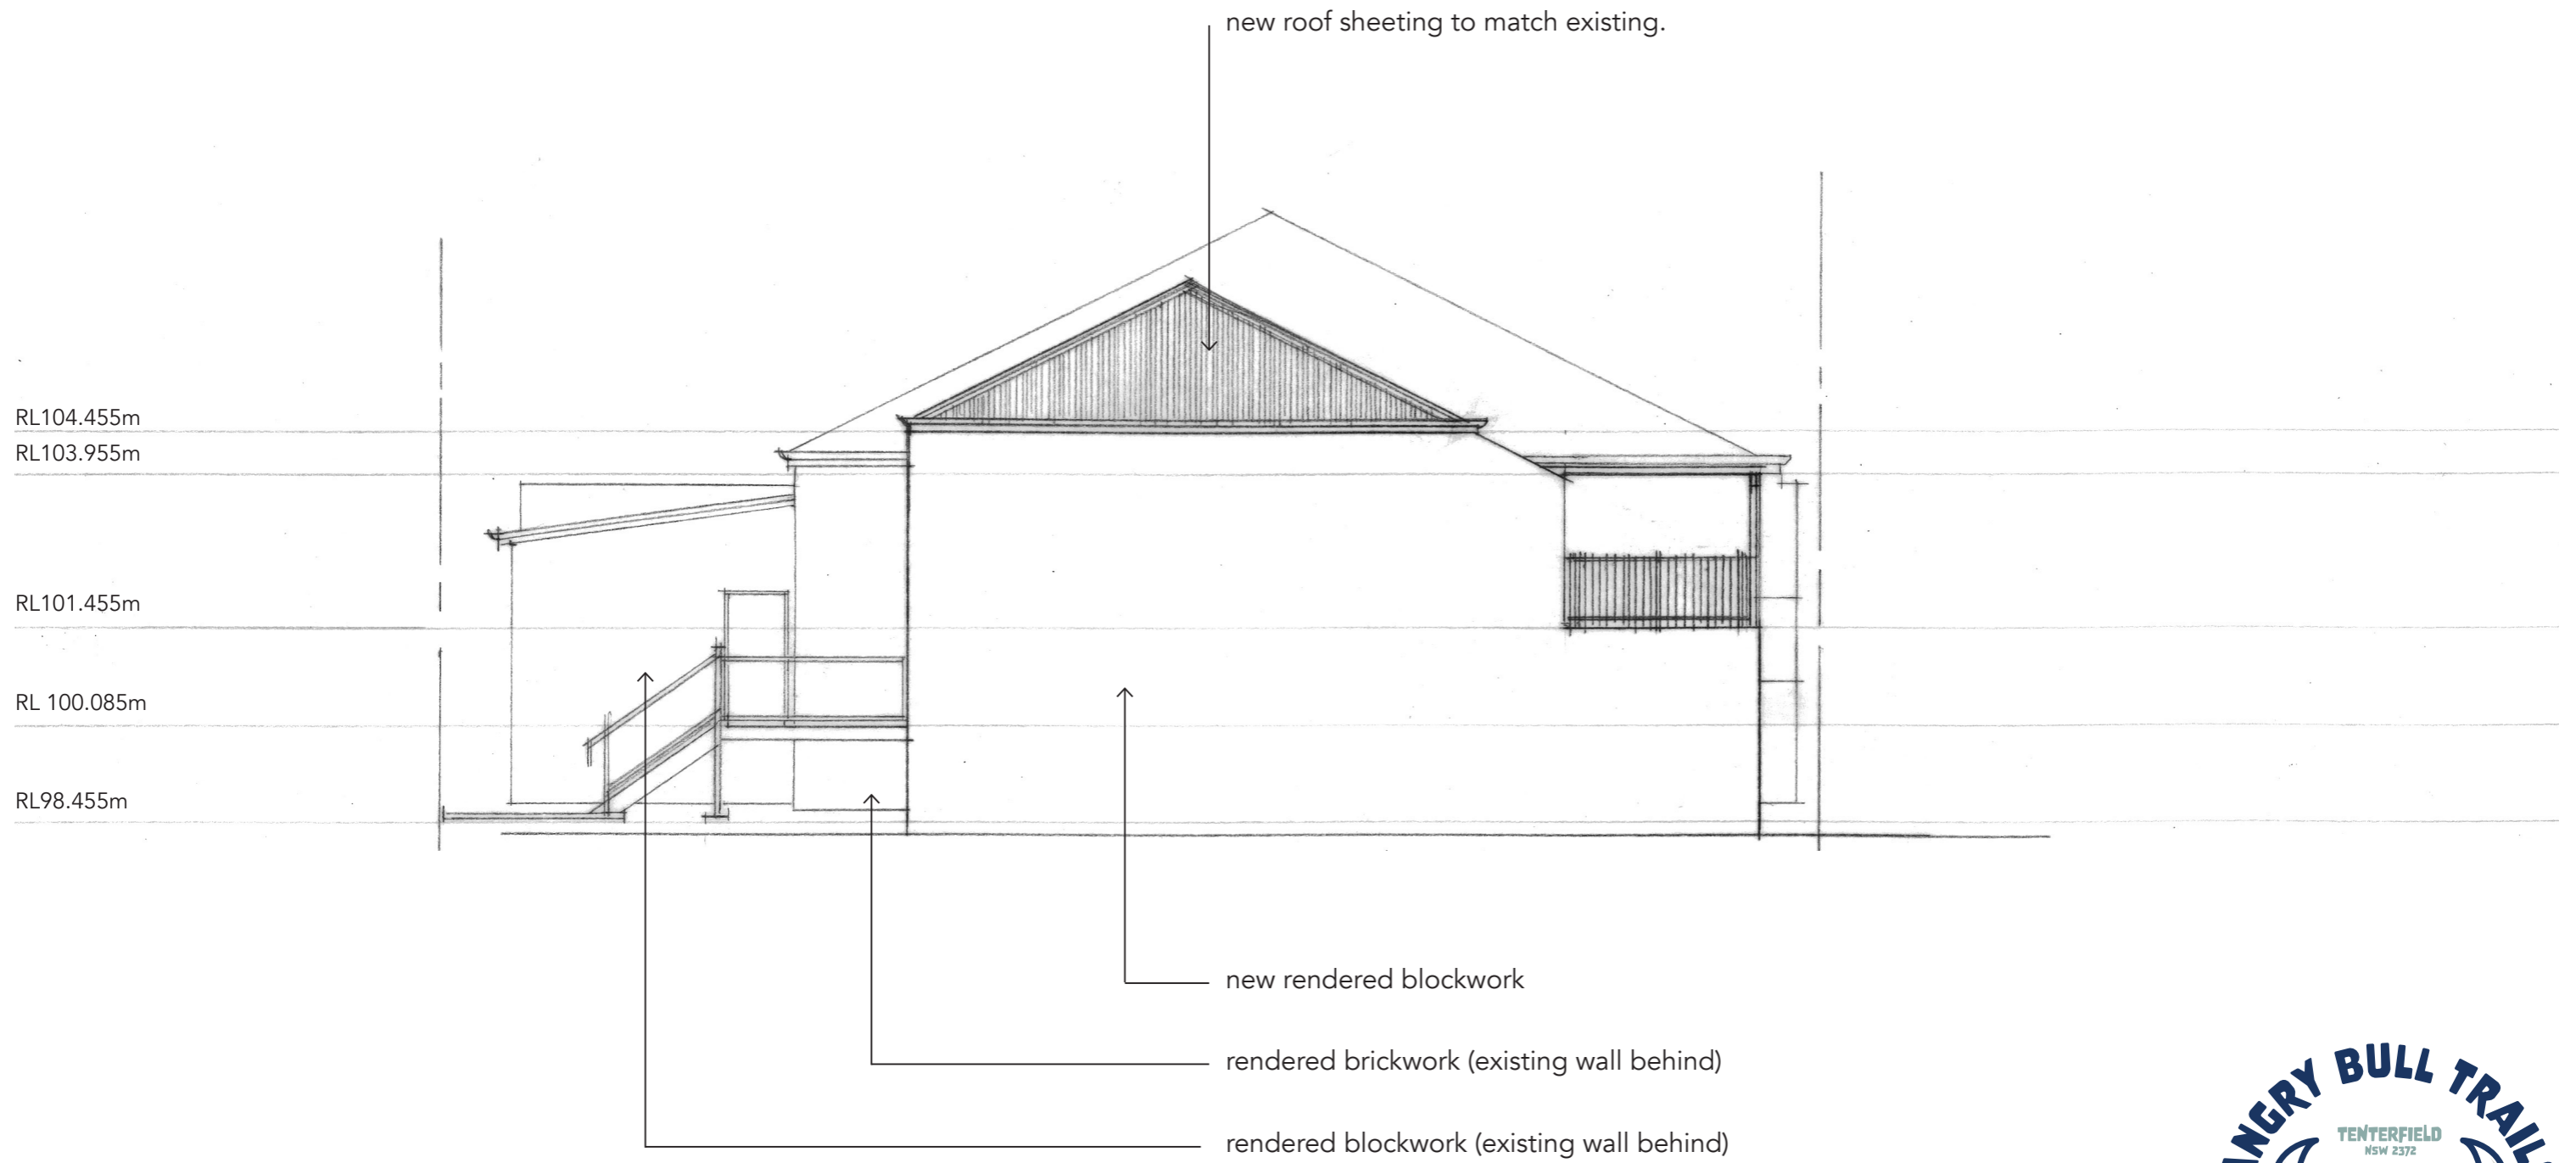 new roof sheeting to match existing.
RL104.455m
RL103.955m
RL101.455m
RL 100.085m
RL98.455m
new rendered blockwork
rendered brickwork (existing wall behind)
rendered blockwork (existing wall behind)
BULL
TENTERFIELD
NSW 2372